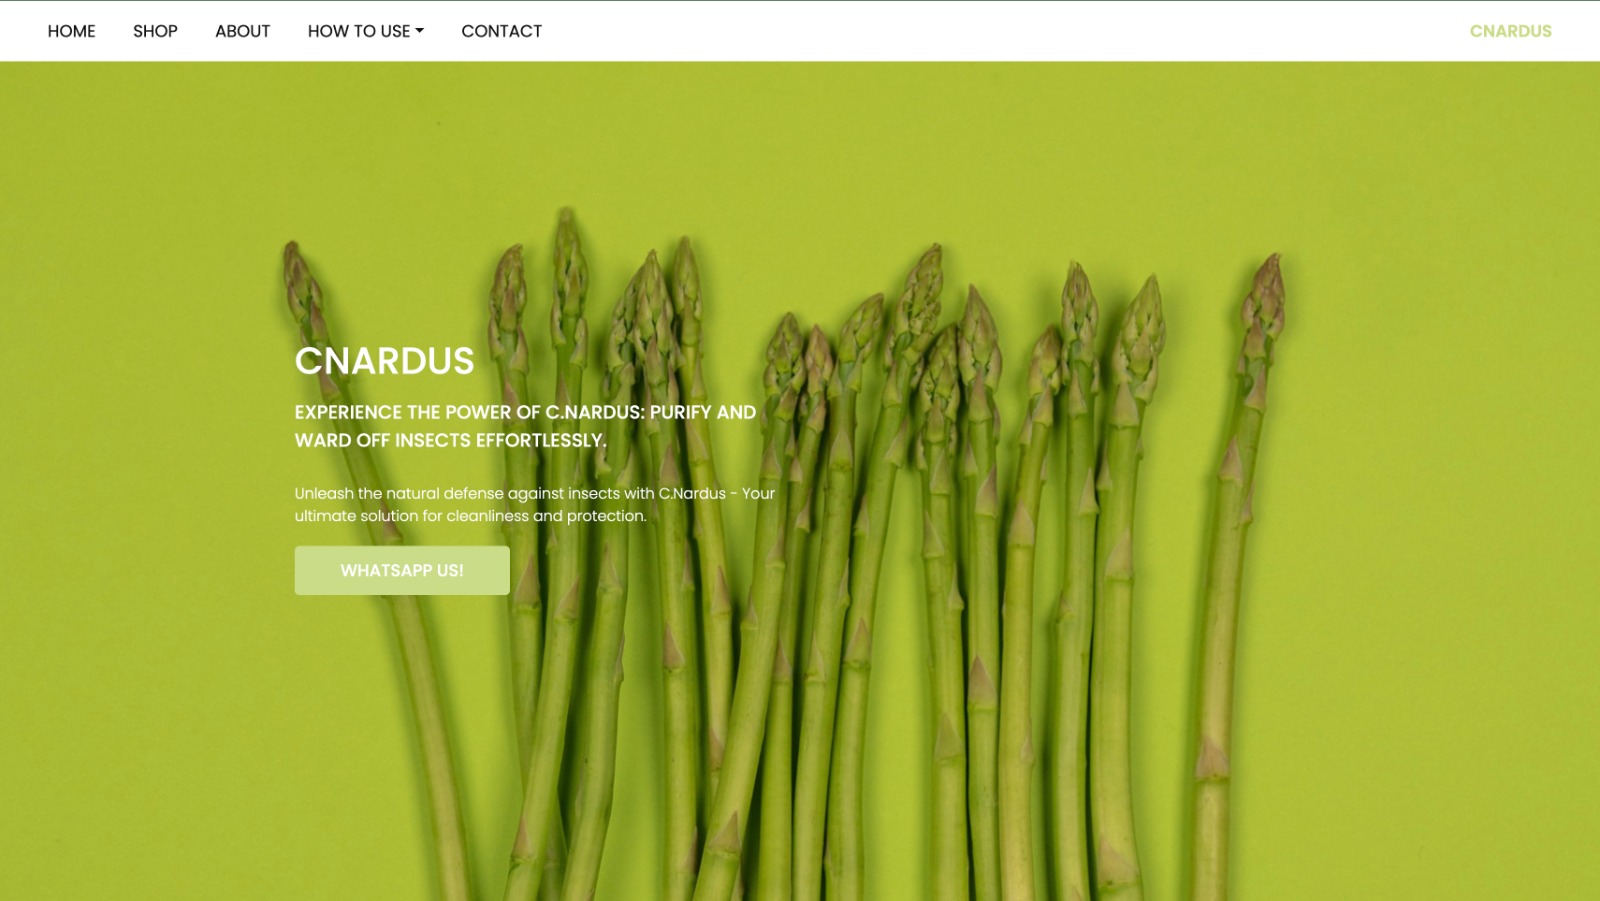 HOME SHOP ABOUT HOW TO USE CONTACT CNARDUS
CNARDUS
EXPERIENCE THE POWER OF C.NARDUS: PURIFY AND
WARD OFF INSECTS EFFORTLESSLY.
Unleash the natural defense against insects with C.Nardus - Your
ultimate solution for cleanliness and protection.
WHATSAPP US!